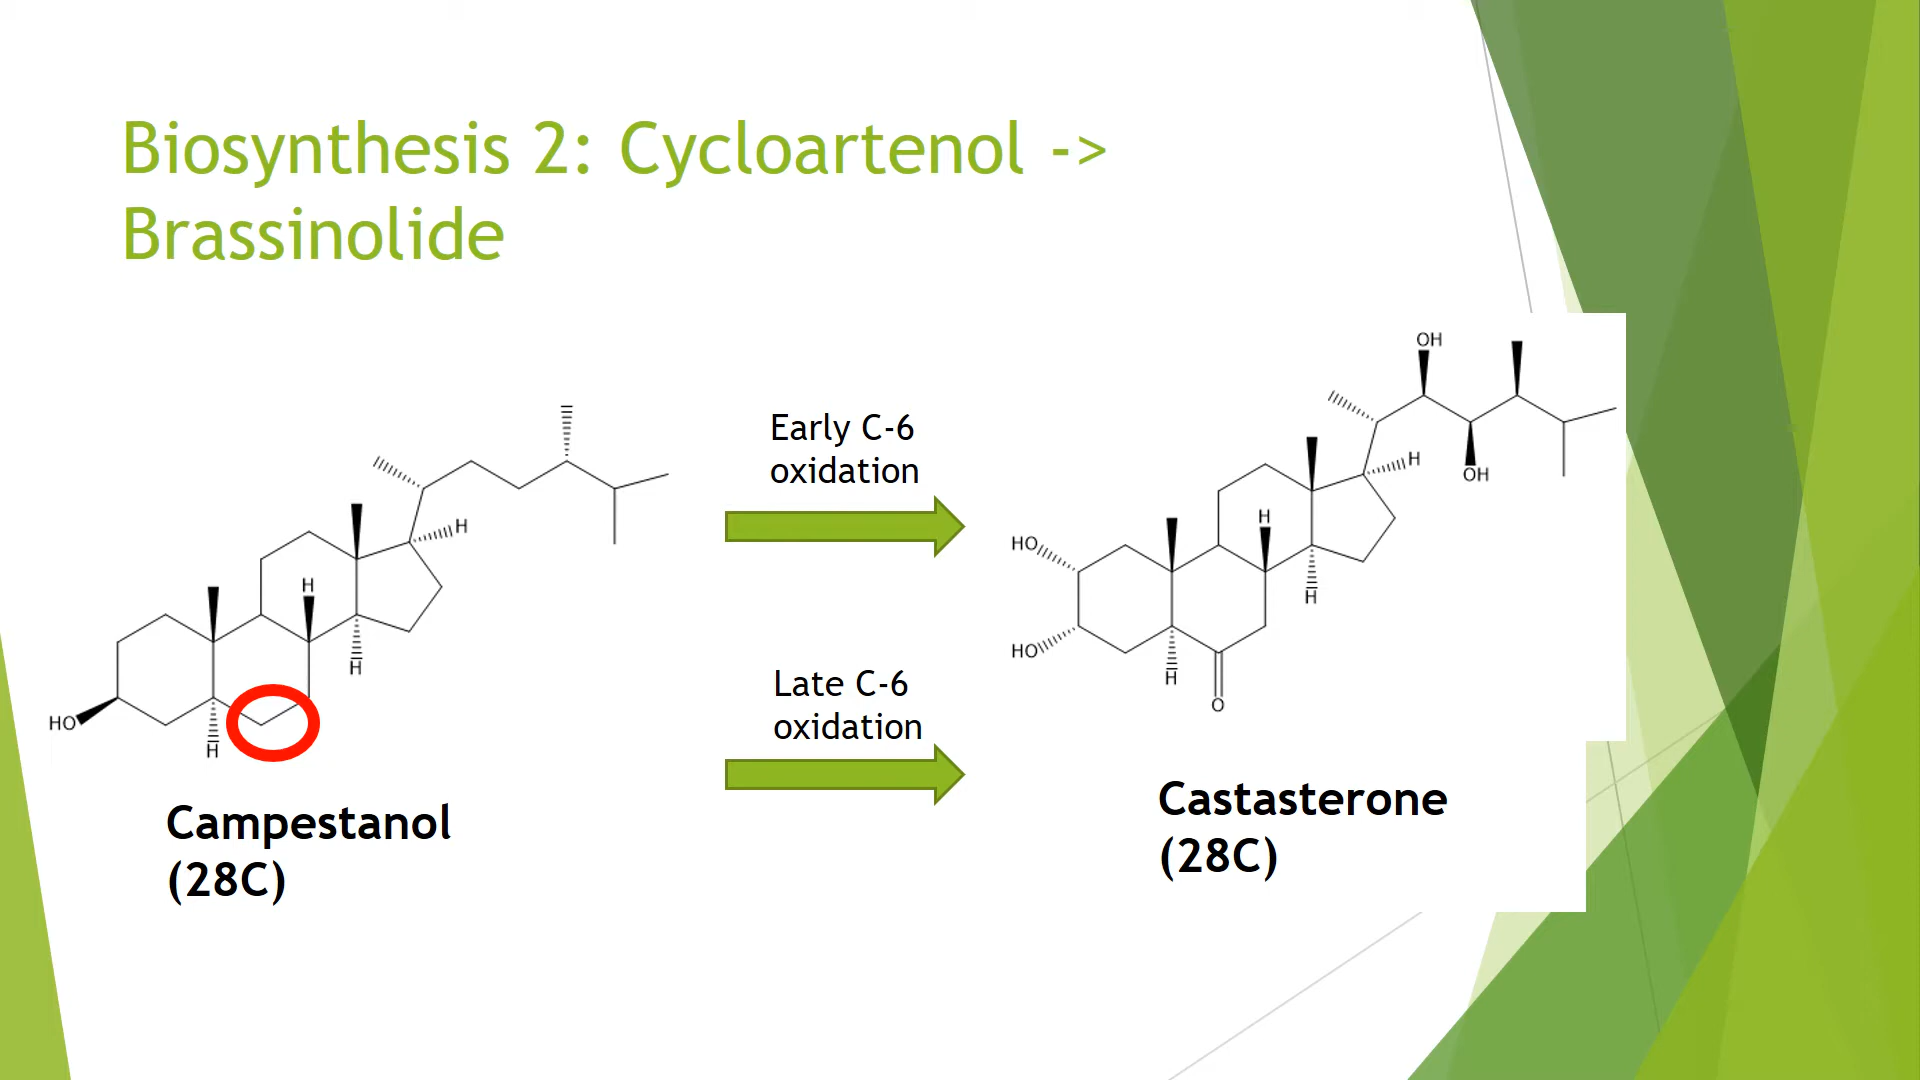 Biosynthesis 2: Cycloartenol ->
Brassinolide
HO
H
H
H
H
Campestanol
(28C)
Early C-6
oxidation
Late C-6
oxidation
OH
OH
H
H
HO
H
HO
H
O
Castasterone
(28C)